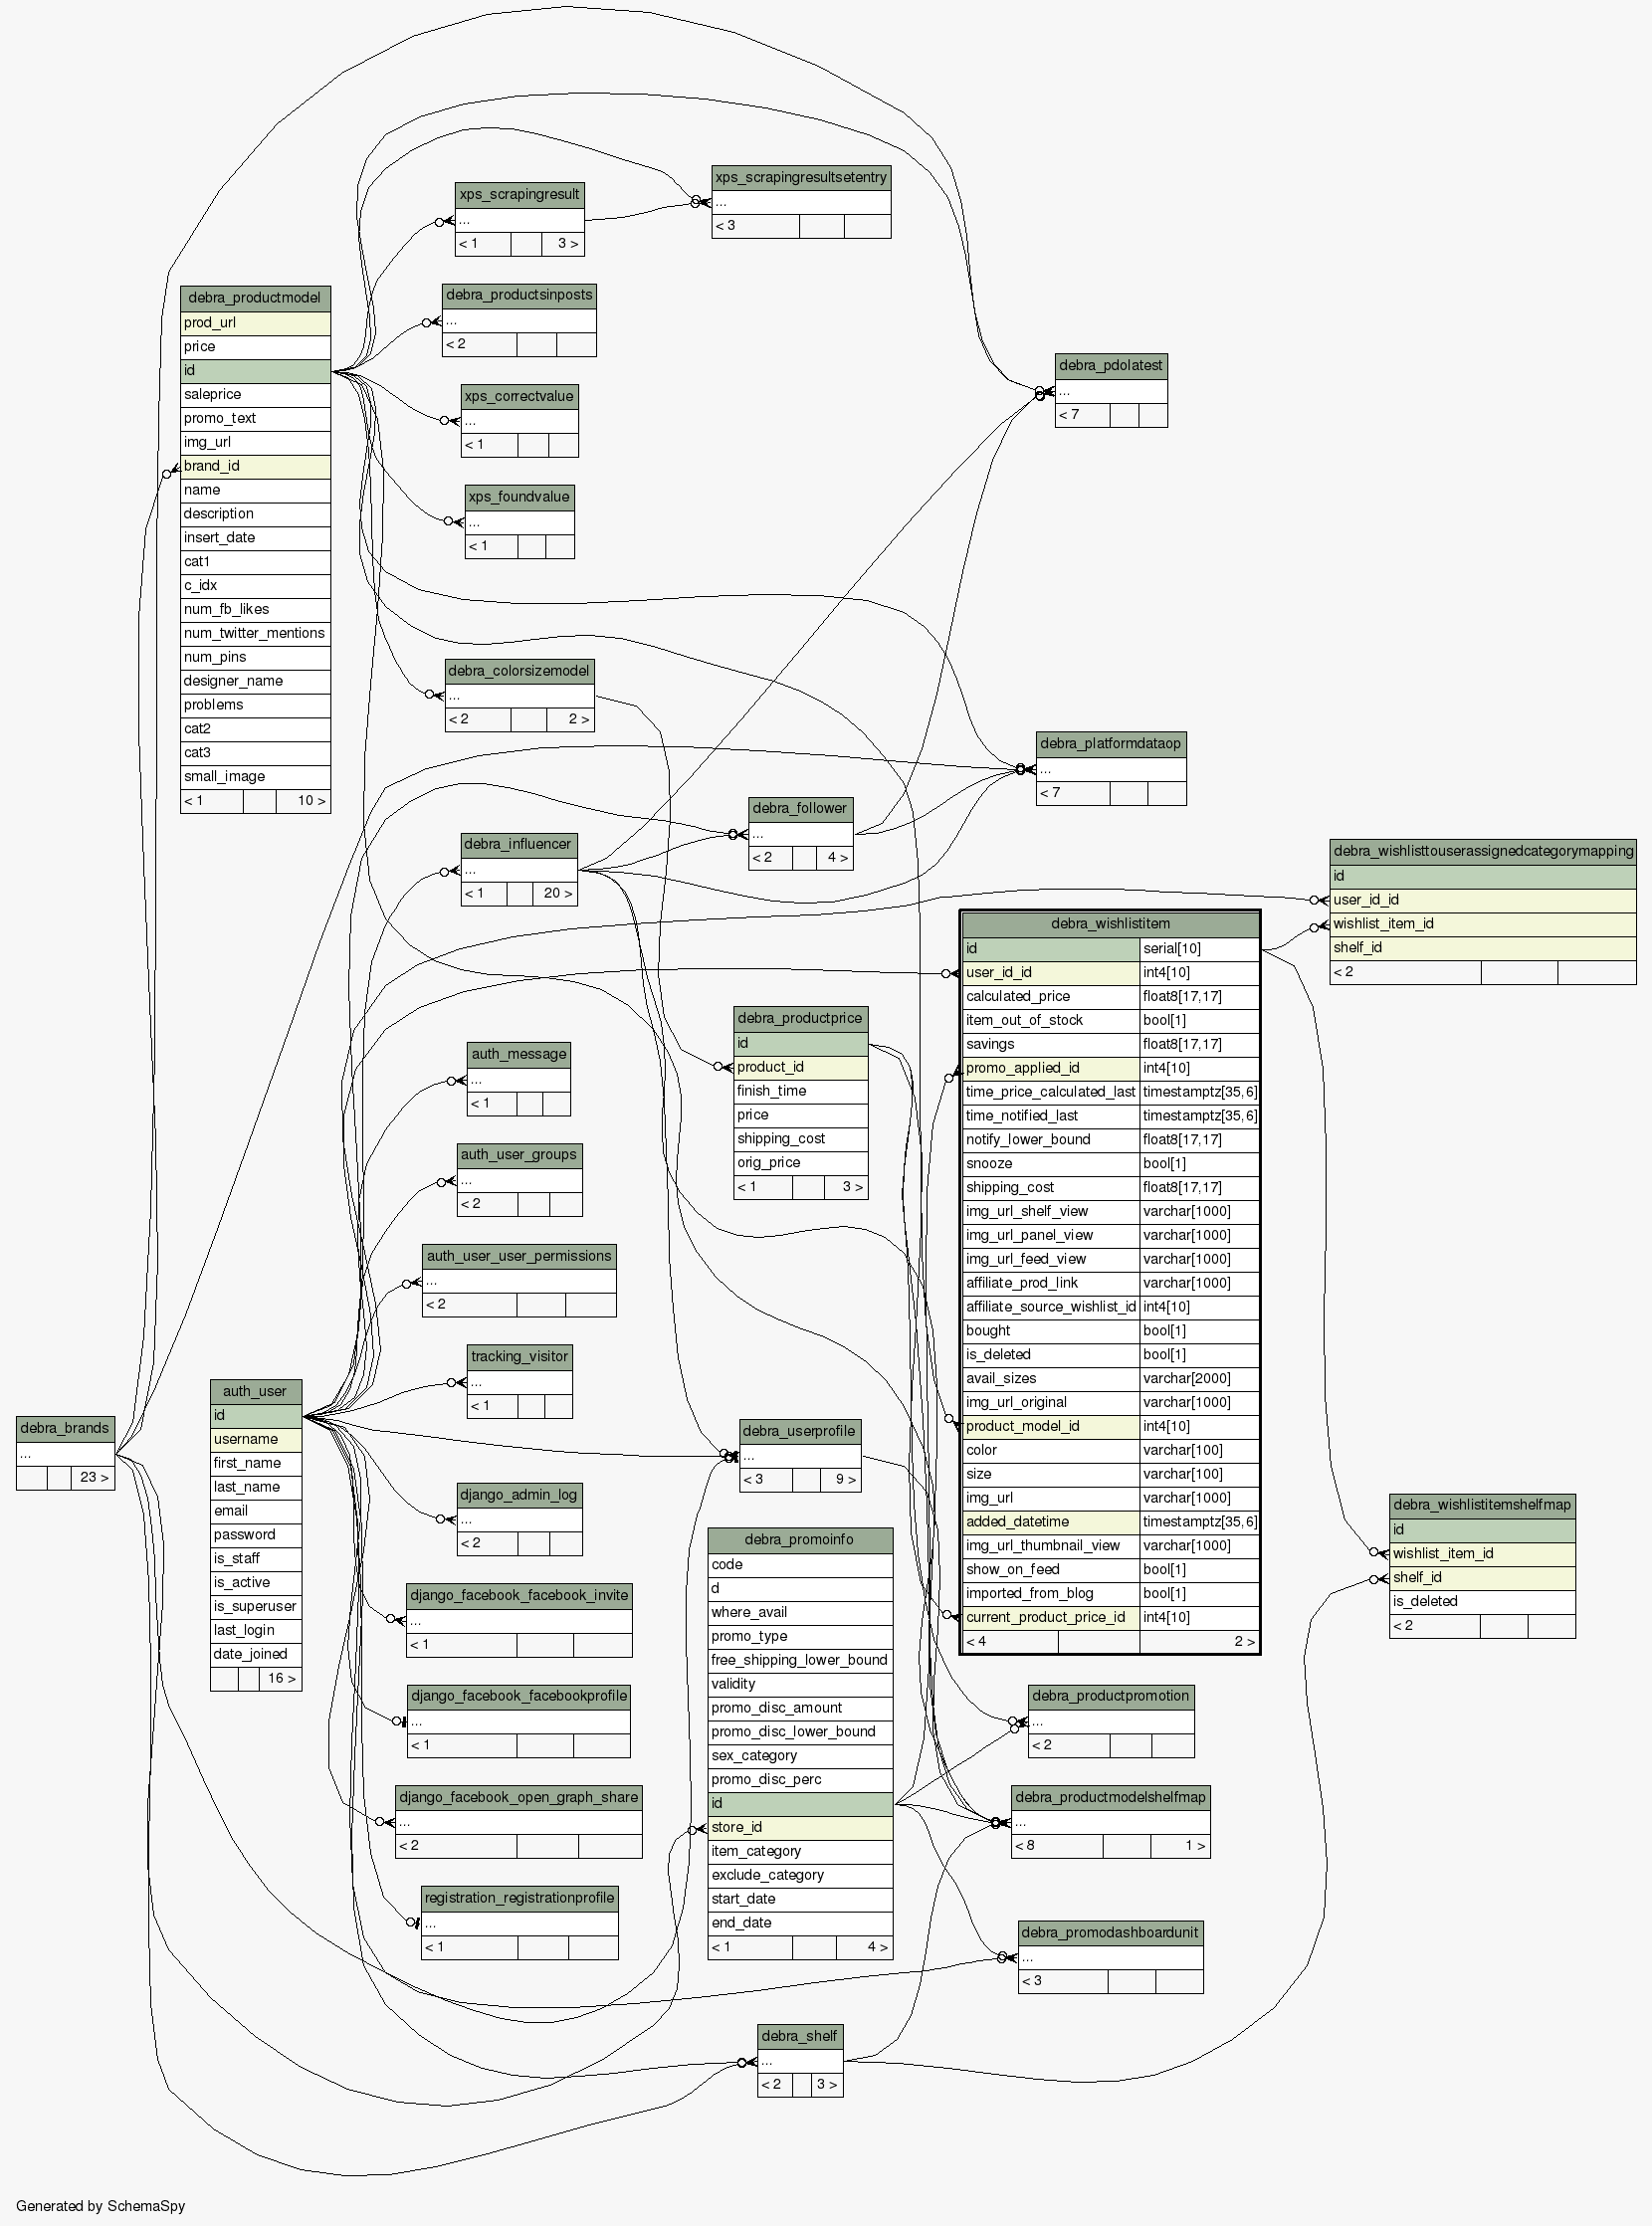 xps_scrapingresultsetentry
...
< 3
xps_scrapingresult
...
< 1 3 >
debra_productmodel
prod_url
price
id
saleprice
promo_text
img_url
brand_id
name
description
insert_date
cat1
c_idx
num_fb_likes
num_twitter_mentions
num_pins
designer_name
problems
cat2
cat3
small_image
< 1 10 >
debra_productsinposts
...
< 2
debra_pdolatest
...
< 7
xps_correctvalue
...
< 1
xps_foundvalue
...
< 1
debra_colorsizemodel
...
< 2 2 >
debra_platformdataop
...
< 7
debra_follower
...
< 2 4 >
debra_influencer
...
< 1 20 >
debra_wishlisttouserassignedcategorymapping
id
user_id_id
wishlist_item_id
shelf_id
< 2
debra_wishlistitem
id serial[10]
user_id_id int4[10]
calculated_price float8[17,17]
item_out_of_stock bool[1]
savings float8[17,17]
promo_applied_id int4[10]
time_price_calculated_last timestamptz[35,6]
time_notified_last timestamptz[35,6]
notify_lower_bound float8[17,17]
snooze bool[1]
shipping_cost float8[17,17]
img_url_shelf_view varchar[1000]
img_url_panel_view varchar[1000]
img_url_feed_view varchar[1000]
affiliate_prod_link varchar[1000]
affiliate_source_wishlist_id int4[10]
bought bool[1]
is_deleted bool[1]
avail_sizes varchar[2000]
img_url_original varchar[1000]
product_model_id int4[10]
color varchar[100]
size varchar[100]
img_url varchar[1000]
added_datetime timestamptz[35,6]
img_url_thumbnail_view varchar[1000]
show_on_feed bool[1]
imported_from_blog bool[1]
current_product_price_id int4[10]
< 4 2 >
debra_productprice
id
product_id
finish_time
price
shipping_cost
orig_price
< 1 3 >
auth_message
...
< 1
auth_user_groups
...
< 2
auth_user_user_permissions
...
< 2
tracking_visitor
...
< 1
auth_user
id
username
first_name
last_name
email
password
is_staff
is_active
is_superuser
last_login
date_joined
16 >
debra_brands
...
23 >
debra_userprofile
...
< 3 9 >
django_admin_log
...
< 2
debra_wishlistitemshelfmap
id
wishlist_item_id
shelf_id
is_deleted
< 2
debra_promoinfo
code
d
where_avail
promo_type
free_shipping_lower_bound
validity
promo_disc_amount
promo_disc_lower_bound
sex_category
promo_disc_perc
id
store_id
item_category
exclude_category
start_date
end_date
< 1 4 >
django_facebook_facebook_invite
...
< 1
django_facebook_facebookprofile
...
< 1
debra_productpromotion
...
< 2
django_facebook_open_graph_share
...
< 2
debra_productmodelshelfmap
...
< 8 1 >
registration_registrationprofile
...
< 1
debra_promodashboardunit
...
< 3
debra_shelf
...
< 2 3 >
Generated by SchemaSpy